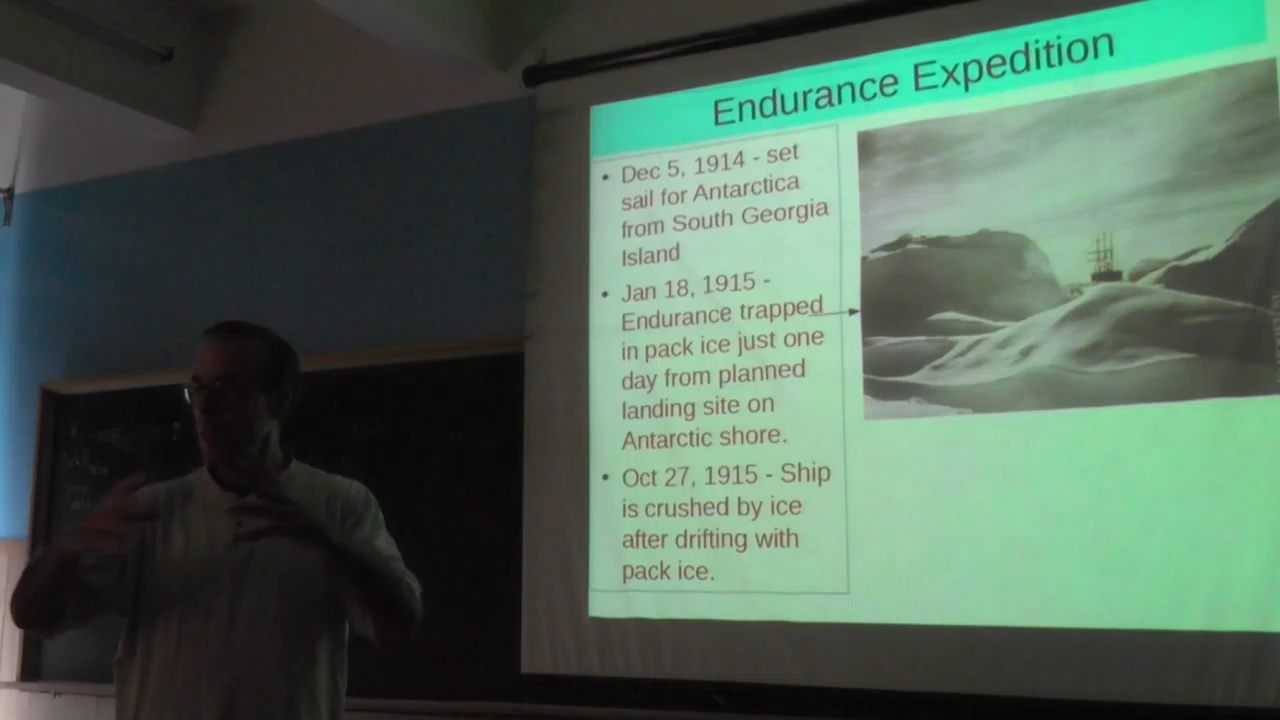 Endurance Expedition
• Dec 5, 1914 - set
sail for Antarctica
from South Georgia
Island
• Jan 18, 1915 -
Endurance trapped
in pack ice just one
day from planned
landing site on
Antarctic shore.
• Oct 27, 1915 - Ship
is crushed by ice
after drifting with
pack ice.